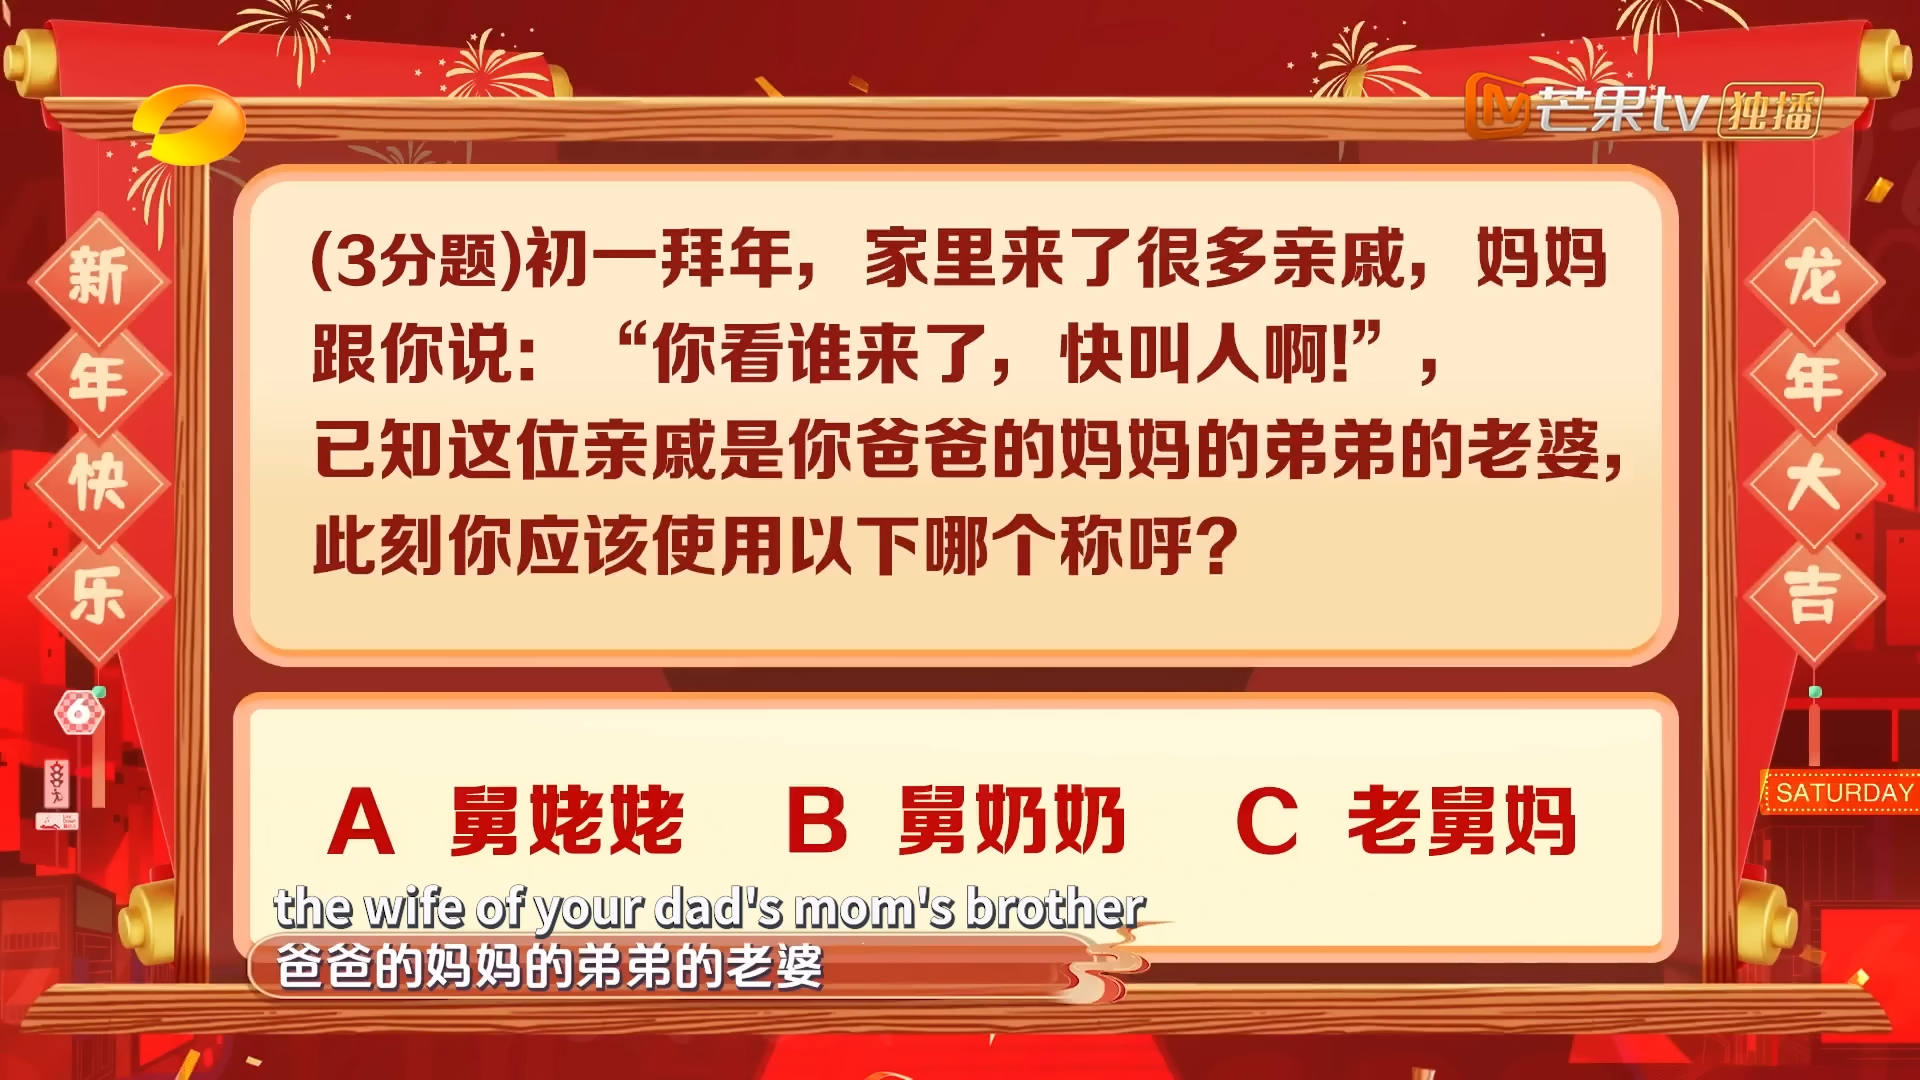 芒果tv 独播
(3分题)初一拜年，家里来了很多亲戚，妈妈
跟你说：“你看谁来了，快叫人啊!”，
已知这位亲戚是你爸爸的妈妈的弟弟的老婆，
此刻你应该使用以下哪个称呼？
新年快乐
龙年大吉
6
SATURDAY
A 舅姥姥 B 舅奶奶 C 老舅妈
the wife of your dad's mom's brother
爸爸的妈妈的弟弟的老婆